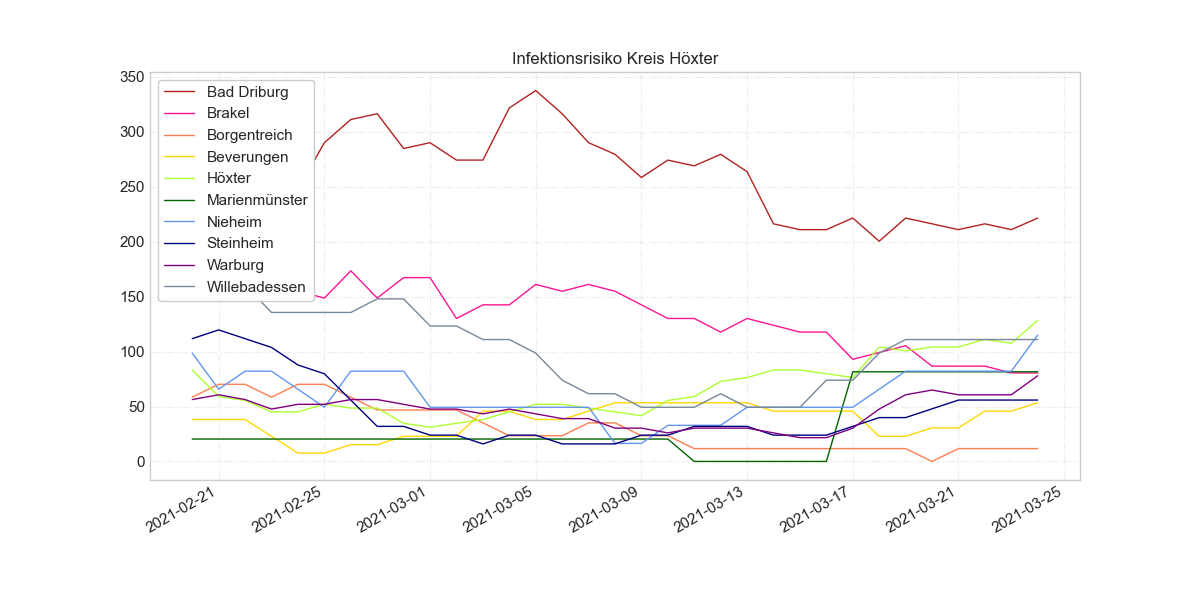 Infektionsrisiko Kreis Höxter
350
300
250
200
150
100
50
0
Bad Driburg
Brakel
Borgentreich
Beverungen
Höxter
Marienmünster
Nieheim
Steinheim
Warburg
Willebadessen
2021-02-21
2021-02-25
2021-03-01
2021-03-05
2021-03-09
2021-03-13
2021-03-17
2021-03-21
2021-03-25